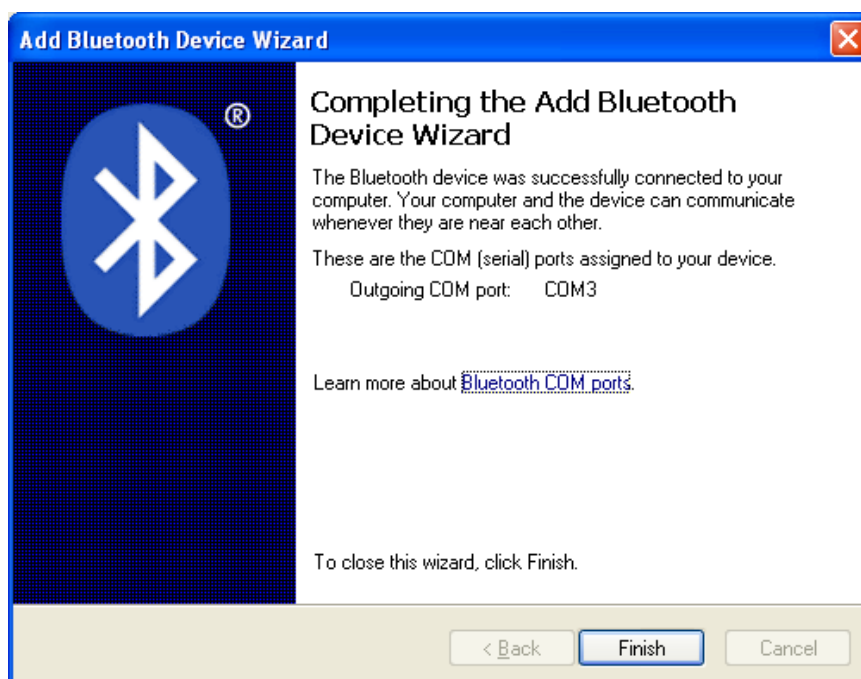 Add Bluetooth Device Wizard
®
Completing the Add Bluetooth
Device Wizard
The Bluetooth device was successfully connected to your
computer. Your computer and the device can communicate
whenever they are near each other.
These are the COM (serial) ports assigned to your device.
Outgoing COM port: COM3
Learn more about Bluetooth COM ports.
To close this wizard, click Finish.
< Back Finish Cancel